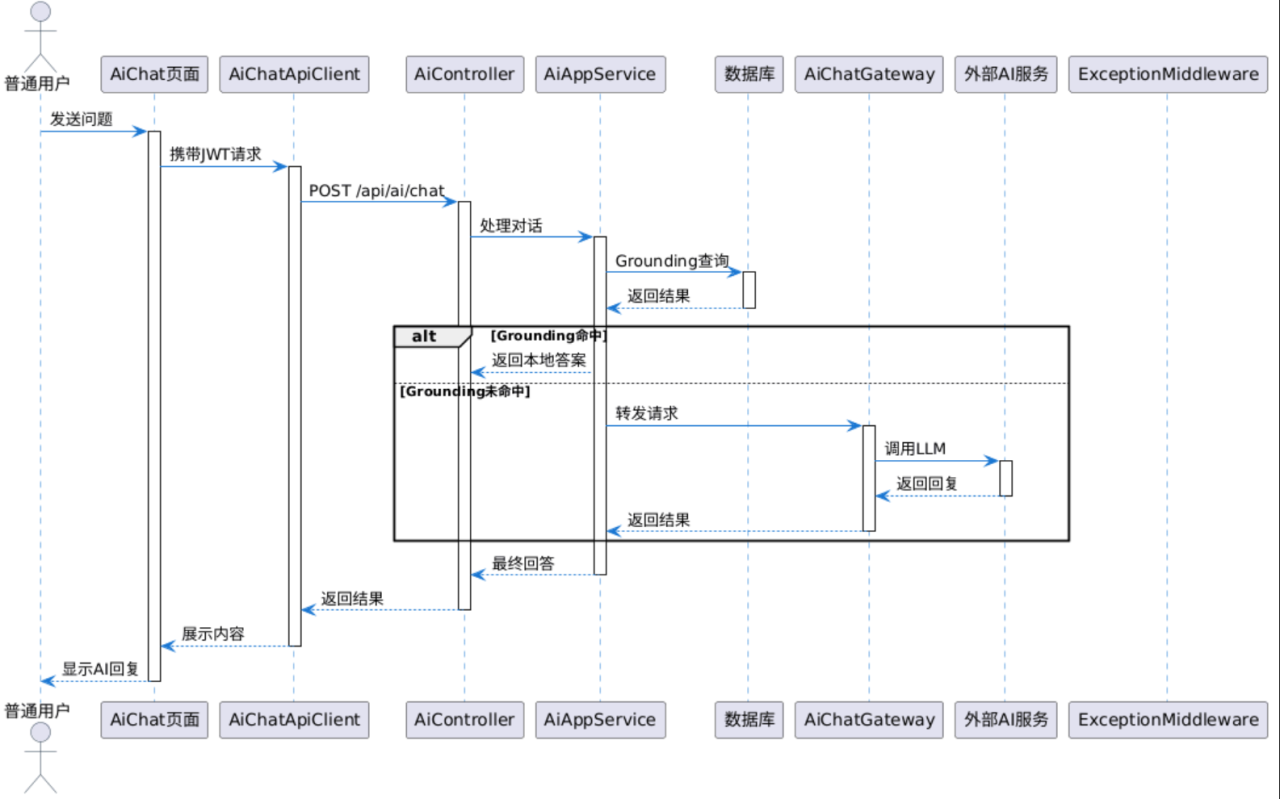 普通用户
AiChat页面
AiChatApiClient
AiController
AiAppService
数据库
AiChatGateway
外部AI服务
ExceptionMiddleware
发送问题
携带JWT请求
POST /api/ai/chat
处理对话
Grounding查询
返回结果
alt
[Grounding命中]
返回本地答案
[Grounding未命中]
转发请求
调用LLM
返回回复
返回结果
最终回答
返回结果
展示内容
显示AI回复
普通用户
AiChat页面
AiChatApiClient
AiController
AiAppService
数据库
AiChatGateway
外部AI服务
ExceptionMiddleware